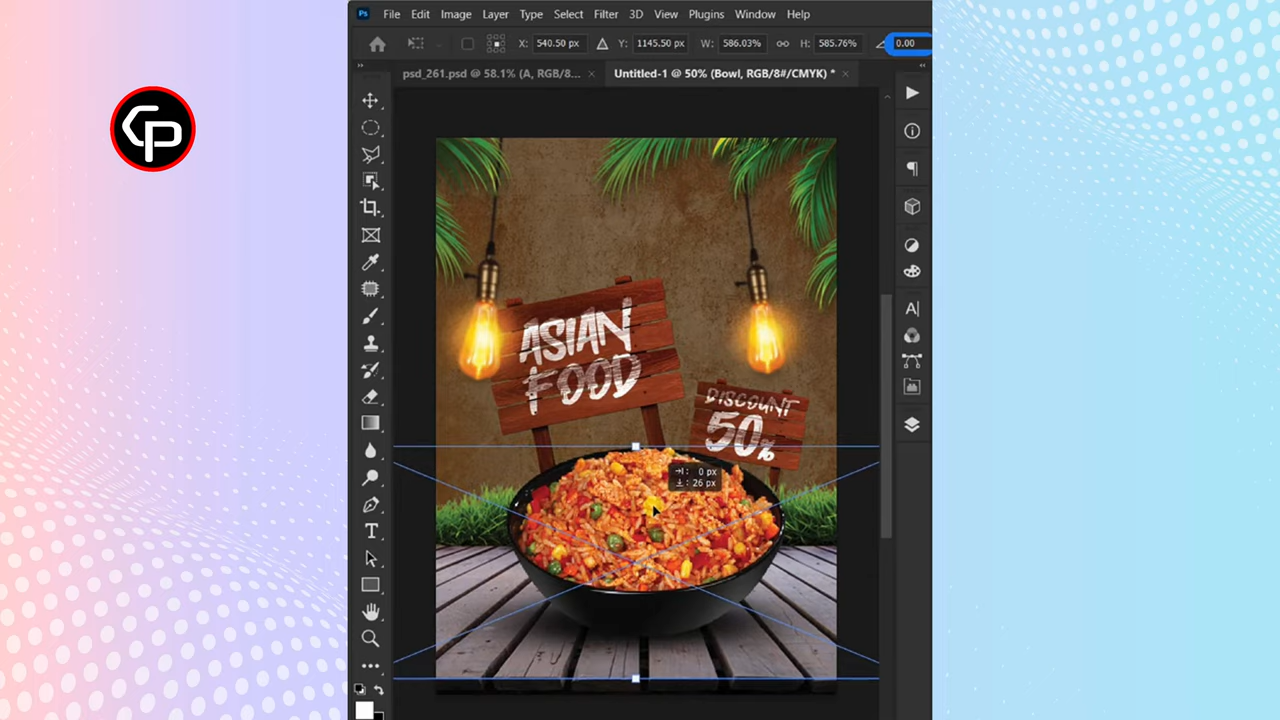 CP
Ps File Edit Image Layer Type Select Filter 3D View Plugins Window Help
X: 540.50 px Y: 1145.50 px W: 586.03% H: 585.76% 0.00
psd_261.psd @ 58.1% (A, RGB/8... × Untitled-1 @ 50% (Bowl, RGB/8#/CMYK) * ×
ASIAN
FOOD
DISCOUNT
50%
: 0 px
: 26 px